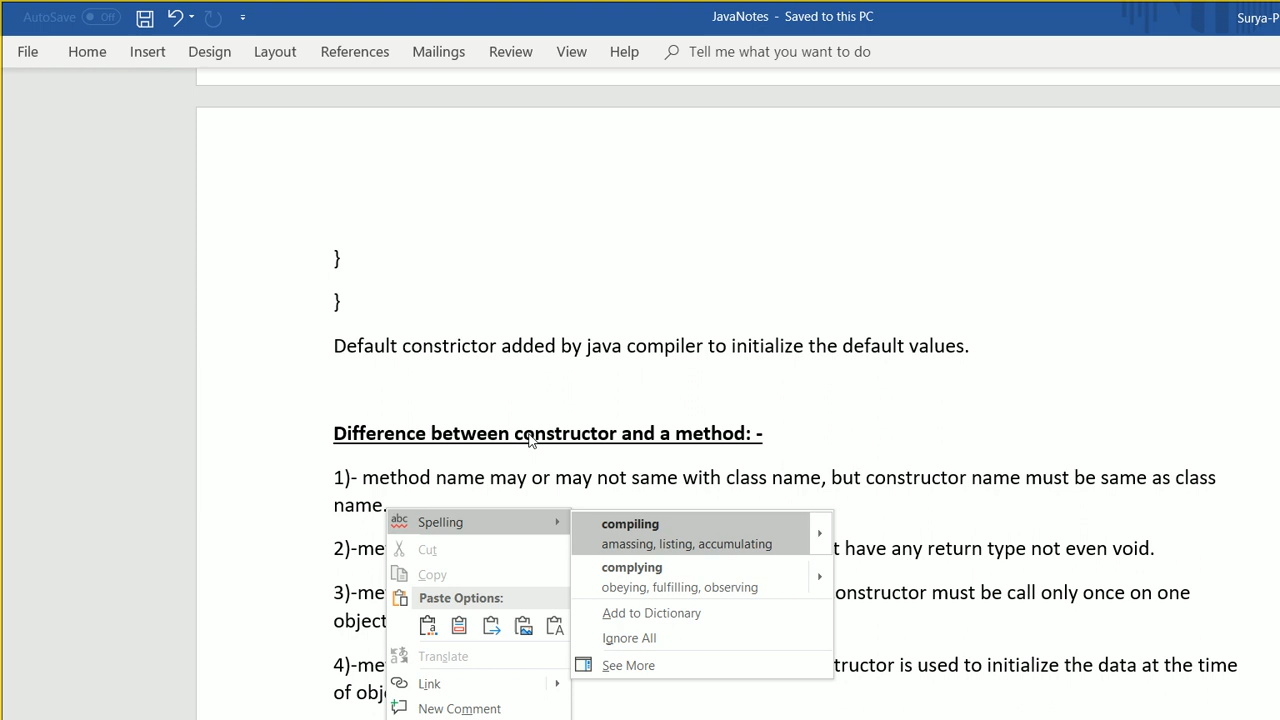 AutoSave Off JavaNotes - Saved to this PC Surya-P
File Home Insert Design Layout References Mailings Review View Help Tell me what you want to do
}
}
Default constrictor added by java compiler to initialize the default values.
Difference between constructor and a method: -
1)- method name may or may not same with class name, but constructor name must be same as class
name.
2)-me t have any return type not even void.
3)-me onstructor must be call only once on one
object
4)-me tructor is used to initialize the data at the time
of obj
abc Spelling
Cut
Copy
Paste Options:
Translate
Link
New Comment
compiling
amassing, listing, accumulating
complying
obeying, fulfilling, observing
Add to Dictionary
Ignore All
See More